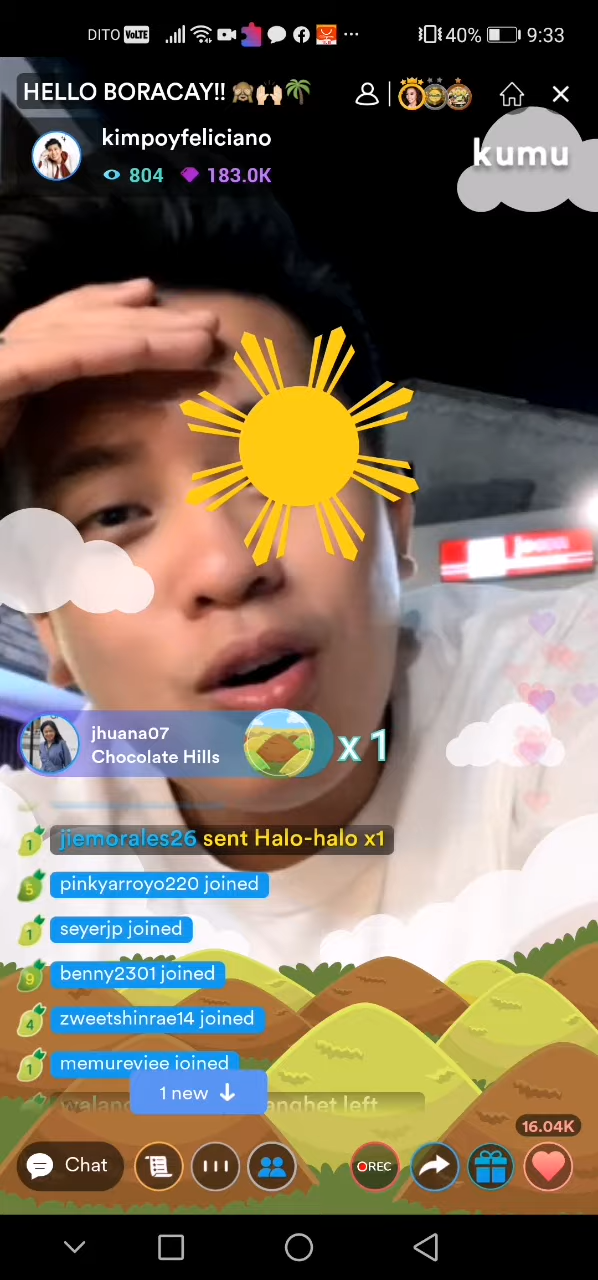 DITO VoLTE 40% 9:33
HELLO BORACAY!! 🙈🙌🏻🌴
kimpoyfeliciano
kumu
804 183.0K
jhuana07
Chocolate Hills
x 1
1 jiemorales26 sent Halo-halo x1
5 pinkyarroyo220 joined
1 seyerjp joined
9 benny2301 joined
4 zweetshinrae14 joined
1 memureviee joined
1 new ↓
left
16.04K
Chat
REC